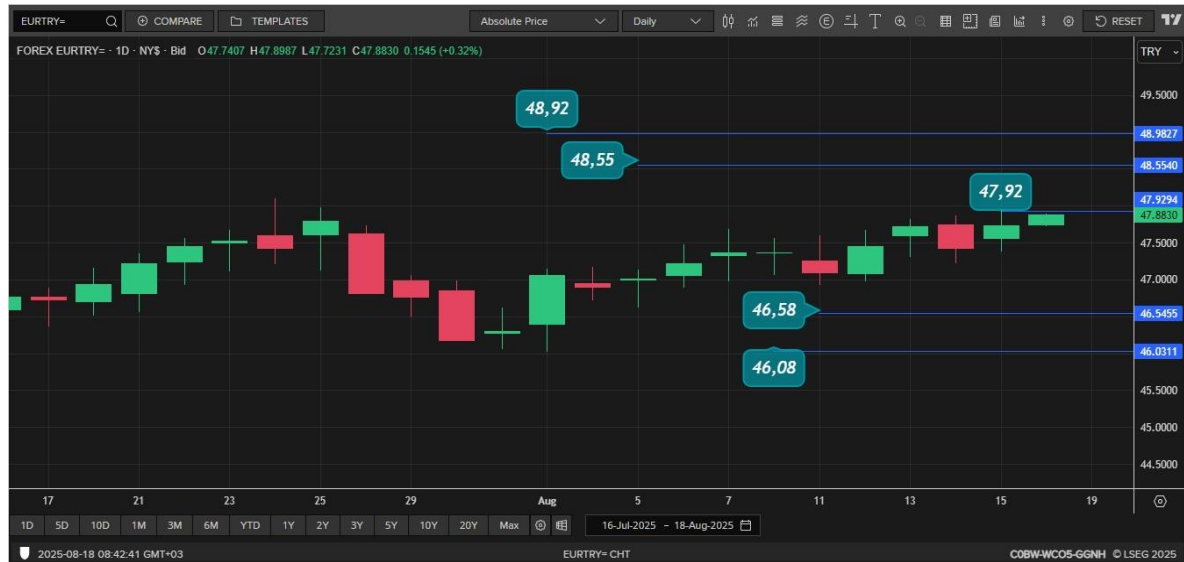 EURTRY= COMPARE TEMPLATES Absolute Price Daily RESET
FOREX EURTRY= · 1D · NY$ · Bid O47.7407 H47.8987 L47.7231 C47.8830 0.1545 (+0.32%)
TRY
48,92
48,55
47,92
46,58
46,08
49.5000
48.9827
48.5540
47.9294
47.8830
47.5000
47.0000
46.5455
46.0311
45.5000
45.0000
44.5000
17 21 23 25 29 Aug 5 7 11 13 15 19
1D 5D 10D 1M 3M 6M YTD 1Y 2Y 3Y 5Y 10Y 20Y Max 16-Jul-2025 - 18-Aug-2025
2025-08-18 08:42:41 GMT+03 EURTRY= CHT C0BW-WCO5-GGNH © LSEG 2025